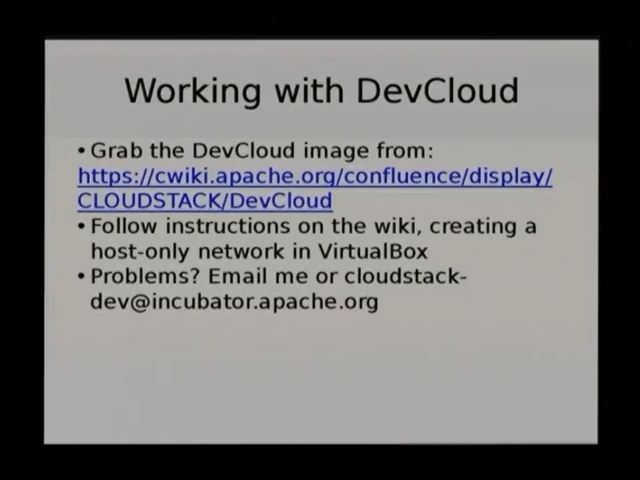 Working with DevCloud
• Grab the DevCloud image from:
https://cwiki.apache.org/confluence/display/
CLOUDSTACK/DevCloud
• Follow instructions on the wiki, creating a
host-only network in VirtualBox
• Problems? Email me or cloudstack-
dev@incubator.apache.org